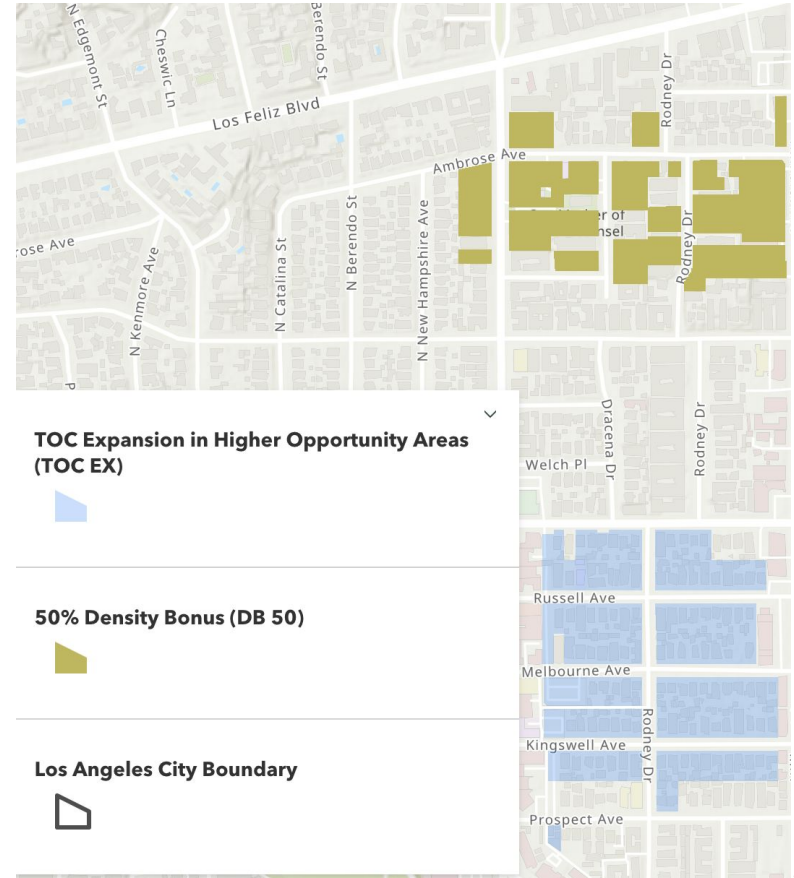 N Edgemont St
Cheswic Ln
Berendo St
Los Feliz Blvd
Rodney Dr
Ambrose Ave
rose Ave
N Kenmore Ave
N Catalina St
N Berendo St
N New Hampshire Ave
er of
nsel
Rodney Dr
P
Dracena Dr
Rodney Dr
Welch Pl
TOC Expansion in Higher Opportunity Areas
(TOC EX)
50% Density Bonus (DB 50)
Los Angeles City Boundary
Russell Ave
Melbourne Ave
Kingswell Ave
Rodney Dr
Prospect Ave